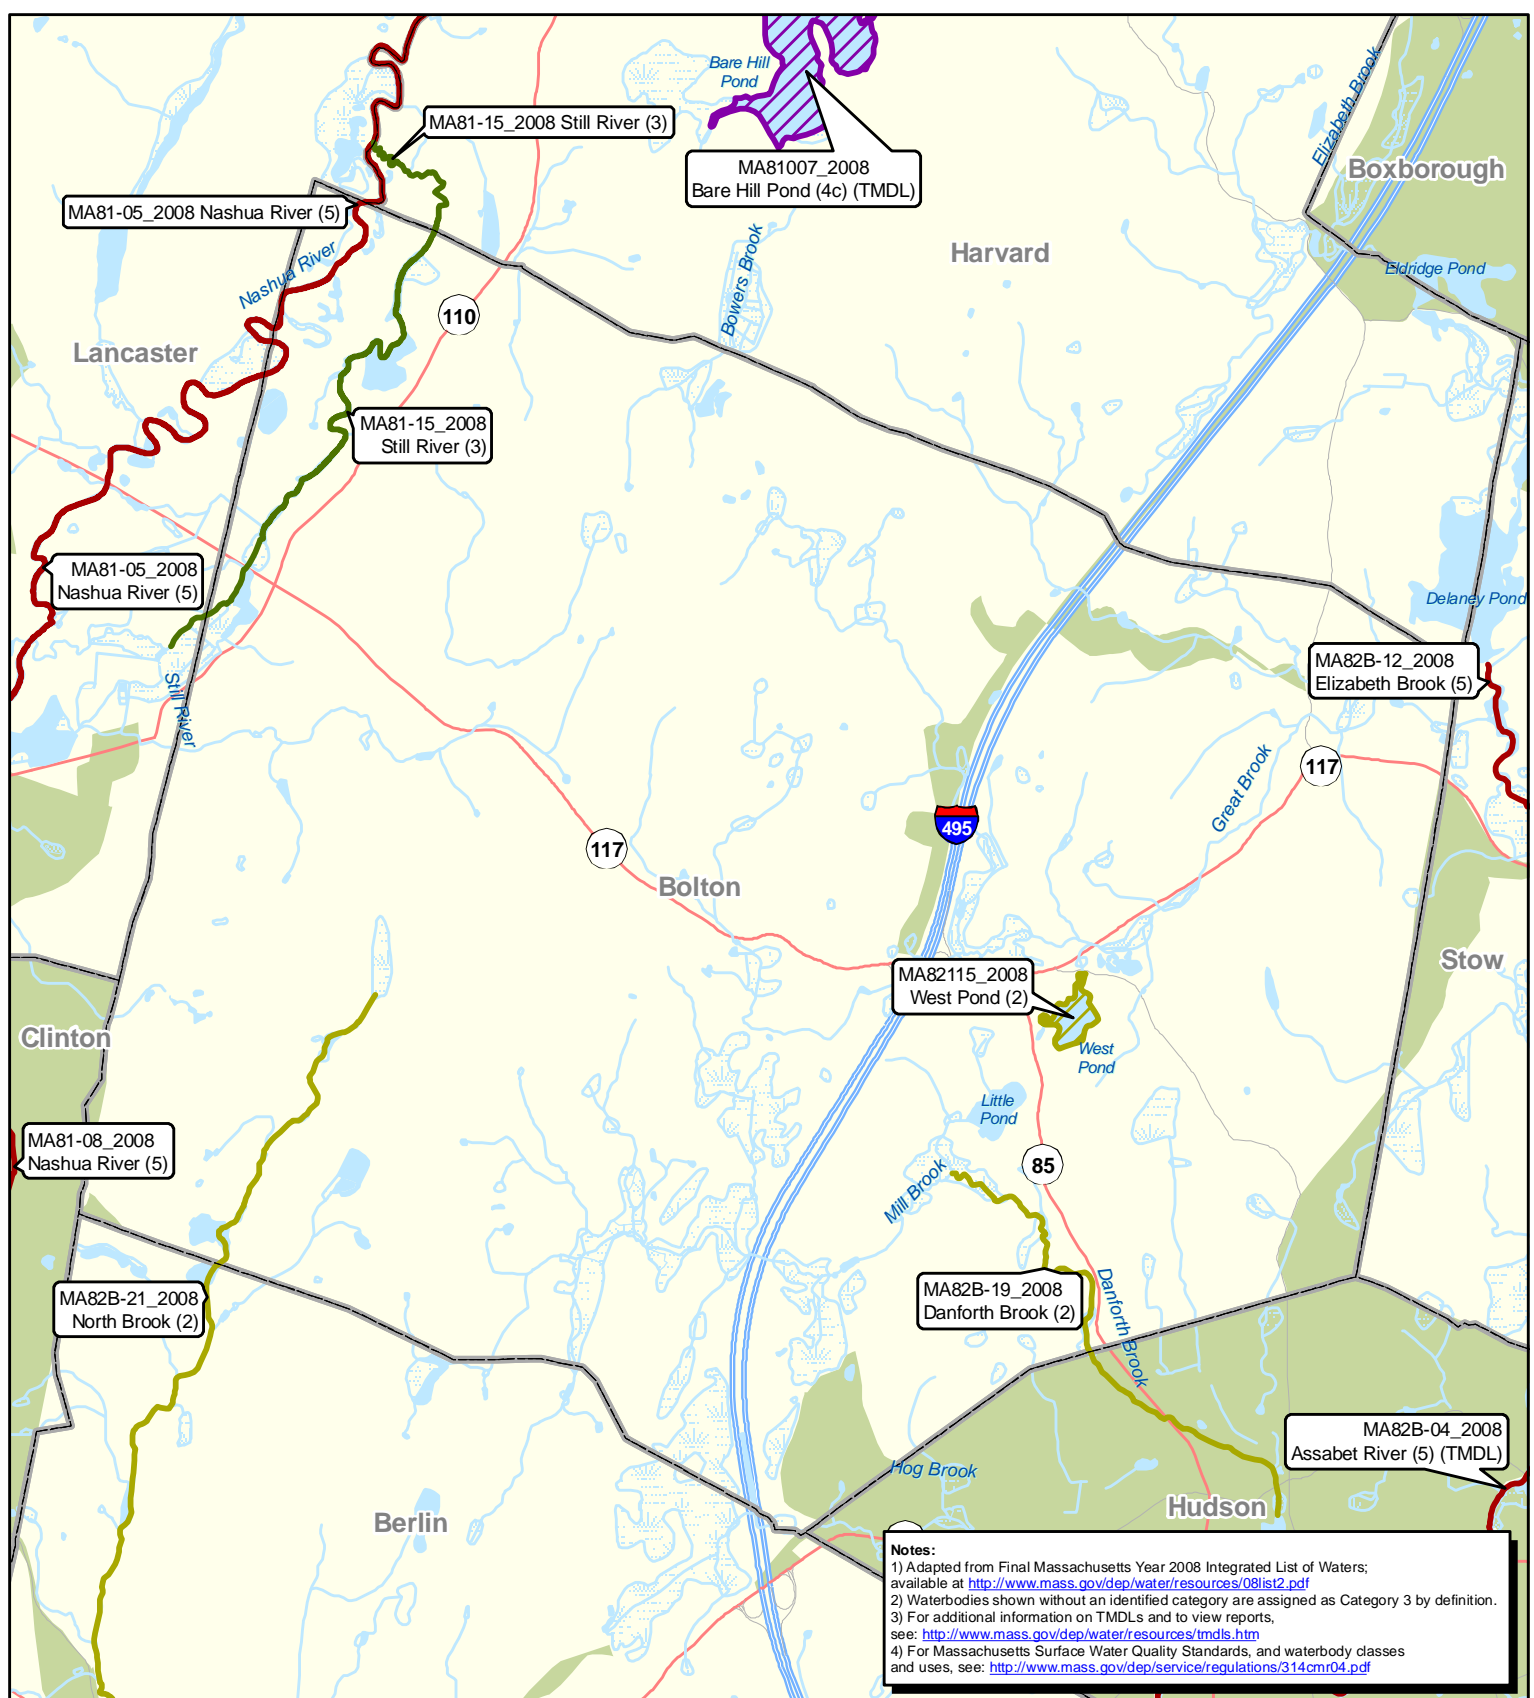 Bare Hill
Pond
Elizabeth Brook
MA81-15_2008 Still River (3)
MA81007_2008
Bare Hill Pond (4c) (TMDL)
Boxborough
MA81-05_2008 Nashua River (5)
Nashua River
Bowers Brook
Harvard
Eldridge Pond
110
Lancaster
MA81-15_2008
Still River (3)
MA81-05_2008
Nashua River (5)
Delaney Pond
MA82B-12_2008
Elizabeth Brook (5)
Still River
Great Brook
117
495
117
Bolton
Stow
MA82115_2008
West Pond (2)
Clinton
West
Pond
Little
Pond
MA81-08_2008
Nashua River (5)
85
Mill Brook
MA82B-21_2008
North Brook (2)
MA82B-19_2008
Danforth Brook (2)
Danforth Brook
MA82B-04_2008
Assabet River (5) (TMDL)
Hog Brook
Hudson
Berlin
Notes:
1) Adapted from Final Massachusetts Year 2008 Integrated List of Waters;
available at http://www.mass.gov/dep/water/resources/08list2.pdf
2) Waterbodies shown without an identified category are assigned as Category 3 by definition.
3) For additional information on TMDLs and to view reports,
see: http://www.mass.gov/dep/water/resources/tmdls.htm
4) For Massachusetts Surface Water Quality Standards, and waterbody classes
and uses, see: http://www.mass.gov/dep/service/regulations/314cmr04.pdf